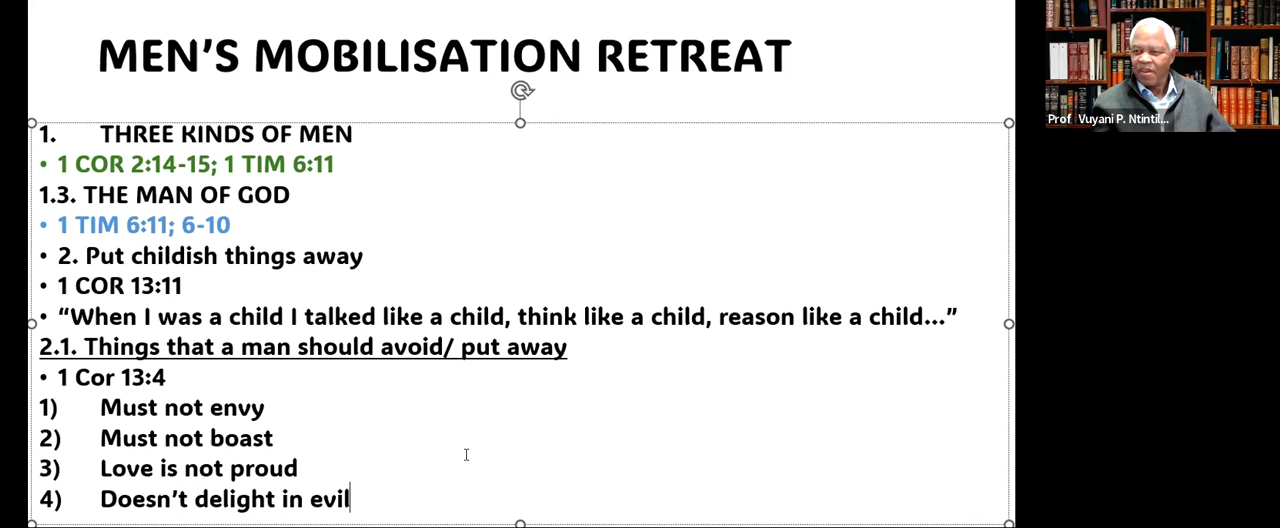 MEN'S MOBILISATION RETREAT
1. THREE KINDS OF MEN
• 1 COR 2:14-15; 1 TIM 6:11
1.3. THE MAN OF GOD
• 1 TIM 6:11; 6-10
• 2. Put childish things away
• 1 COR 13:11
• “When I was a child I talked like a child, think like a child, reason like a child...”
2.1. Things that a man should avoid/ put away
• 1 Cor 13:4
1) Must not envy
2) Must not boast
3) Love is not proud
4) Doesn't delight in evil
Prof Vuyani P. Ntintil...